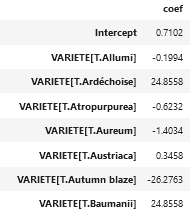 coef
Intercept 0.7102
VARIETE[T.Allumi] -0.1994
VARIETE[T.Ardéchoise] 24.8558
VARIETE[T.Atropurpurea] -0.6232
VARIETE[T.Aureum] -1.4034
VARIETE[T.Austriaca] 0.3458
VARIETE[T.Autumn blaze] -26.2763
VARIETE[T.Baumanii] 24.8558